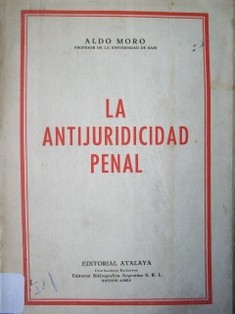 ALDO MORO
PROFESOR DE LA UNIVERSIDAD DE BARI
LA
ANTIJURIDICIDAD
PENAL
EDITORIAL ATALAYA
Distribuidores Exclusivos
Editorial Bibliográfica Argentina S. R. L.
BUENOS AIRES